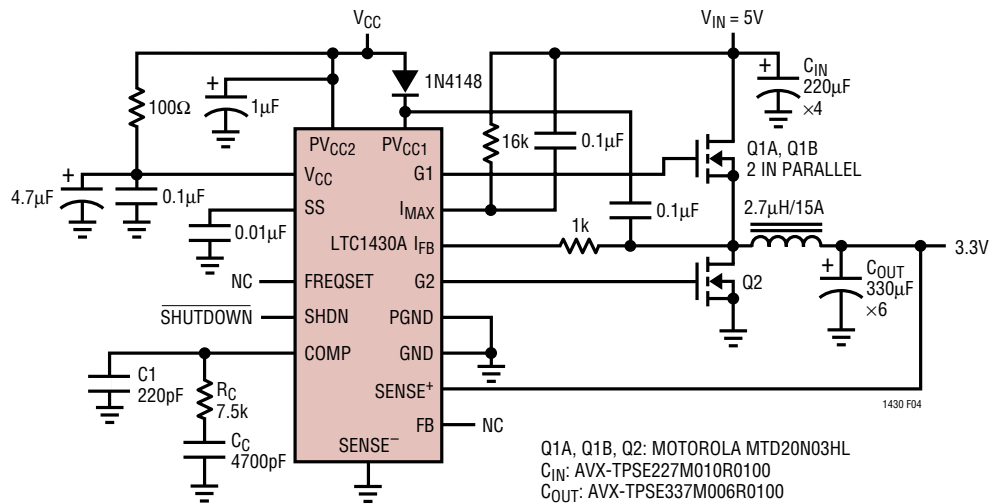 VCC
VIN = 5V
1N4148
+
CIN
220µF
×4
100Ω
+
1µF
PVCC2
PVCC1
16k
0.1µF
Q1A, Q1B
2 IN PARALLEL
VCC
G1
+
4.7µF
0.1µF
SS
IMAX
0.1µF
2.7µH/15A
0.01µF
1k
LTC1430A
IFB
3.3V
NC
FREQSET
G2
Q2
+
COUT
330µF
×6
SHUTDOWN
SHDN
PGND
COMP
GND
C1
220pF
RC
7.5k
SENSE+
1430 F04
CC
4700pF
FB
NC
SENSE–
Q1A, Q1B, Q2: MOTOROLA MTD20N03HL
CIN: AVX-TPSE227M010R0100
COUT: AVX-TPSE337M006R0100